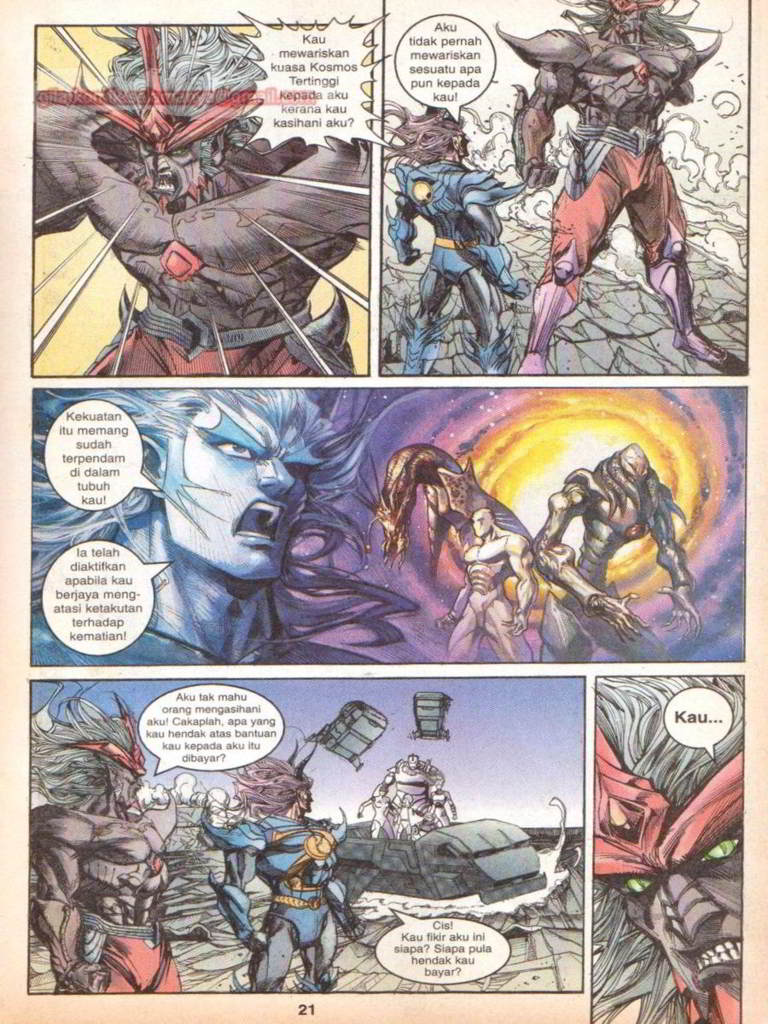 Kau
mewariskan
kuasa Kosmos
Tertinggi
kepada aku
kerana kau
kasihani aku?
Aku
tidak pernah
mewariskan
sesuatu apa
pun kepada
kau!
Kekuatan
itu memang
sudah
terpendam
di dalam
tubuh
kau!
Ia telah
diaktifkan
apabila kau
berjaya meng-
atasi ketakutan
terhadap
kematian!
Aku tak mahu
orang mengasihani
aku! Cakaplah, apa yang
kau hendak atas bantuan
kau kepada aku itu
dibayar?
Cis!
Kau fikir aku ini
siapa? Siapa pula
hendak kau
bayar?
Kau...
21